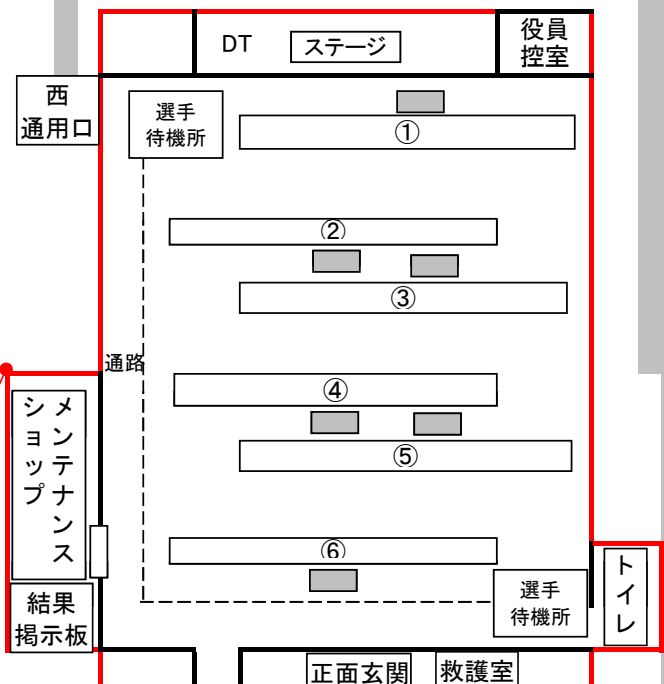 DT
ステージ
役員
控室
西
通用口
選手
待機所
①
②
③
通路
④
⑤
⑥
メンテナンス
ショップ
結果
掲示板
選手
待機所
トイレ
正面玄関
救護室